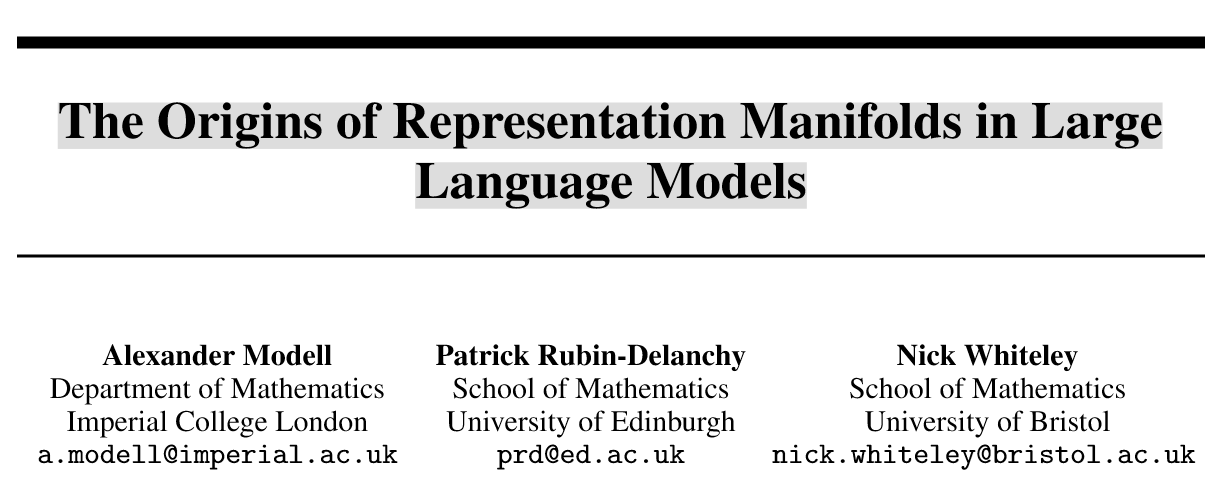 The Origins of Representation Manifolds in Large
Language Models
Alexander Modell
Department of Mathematics
Imperial College London
a.modell@imperial.ac.uk
Patrick Rubin-Delanchy
School of Mathematics
University of Edinburgh
prd@ed.ac.uk
Nick Whiteley
School of Mathematics
University of Bristol
nick.whiteley@bristol.ac.uk